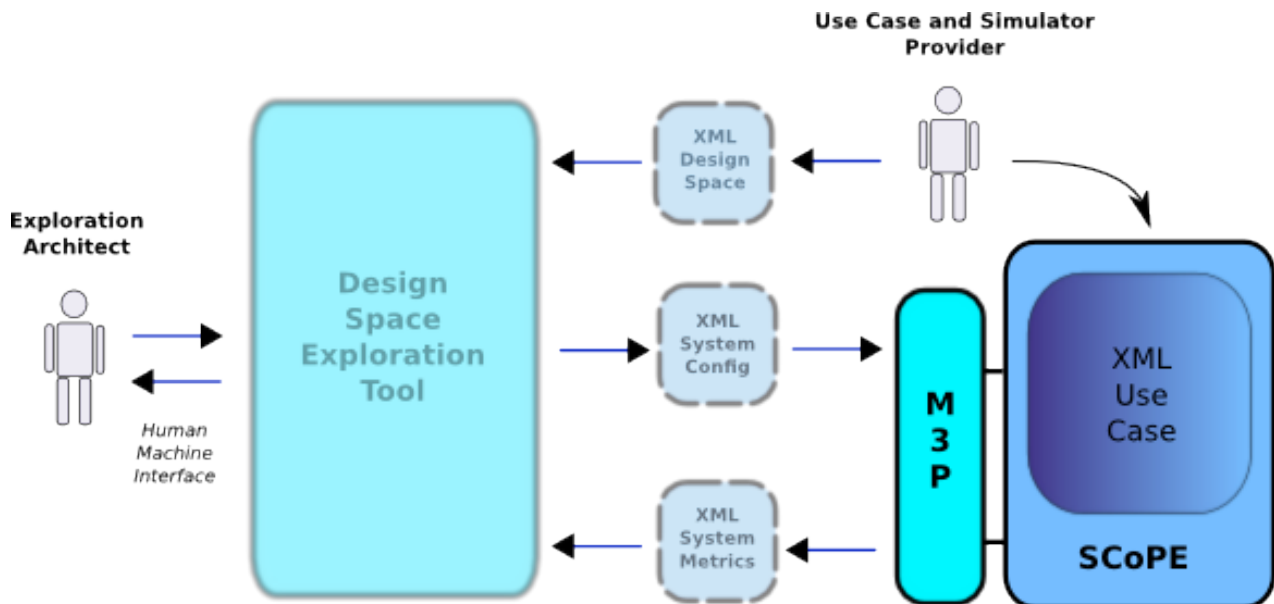 Use Case and Simulator
Provider
XML
Design
Space
Exploration
Architect
Design
Space
Exploration
Tool
XML
System
Config
M
3
P
XML
Use
Case
Human
Machine
Interface
XML
System
Metrics
SCoPE